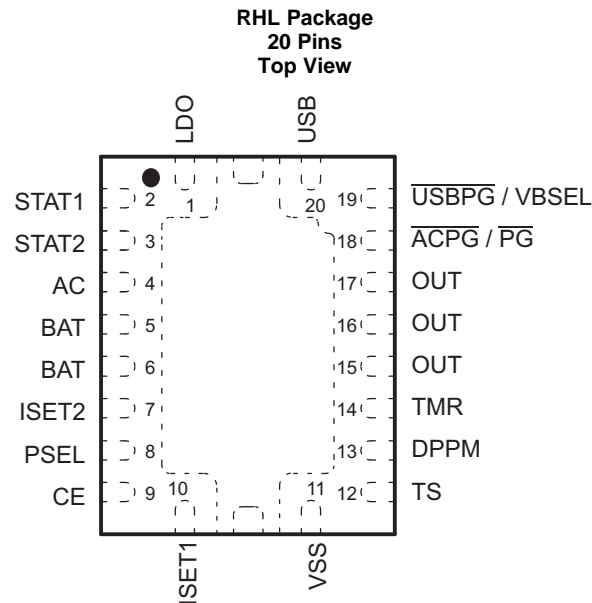 RHL Package
20 Pins
Top View
LDO
USB
STAT1
2
1
20
19
USBPG / VBSEL
STAT2
3
18
ACPG / PG
AC
4
17
OUT
BAT
5
16
OUT
BAT
6
15
OUT
ISET2
7
14
TMR
PSEL
8
13
DPPM
CE
9
10
11
12
TS
ISET1
VSS